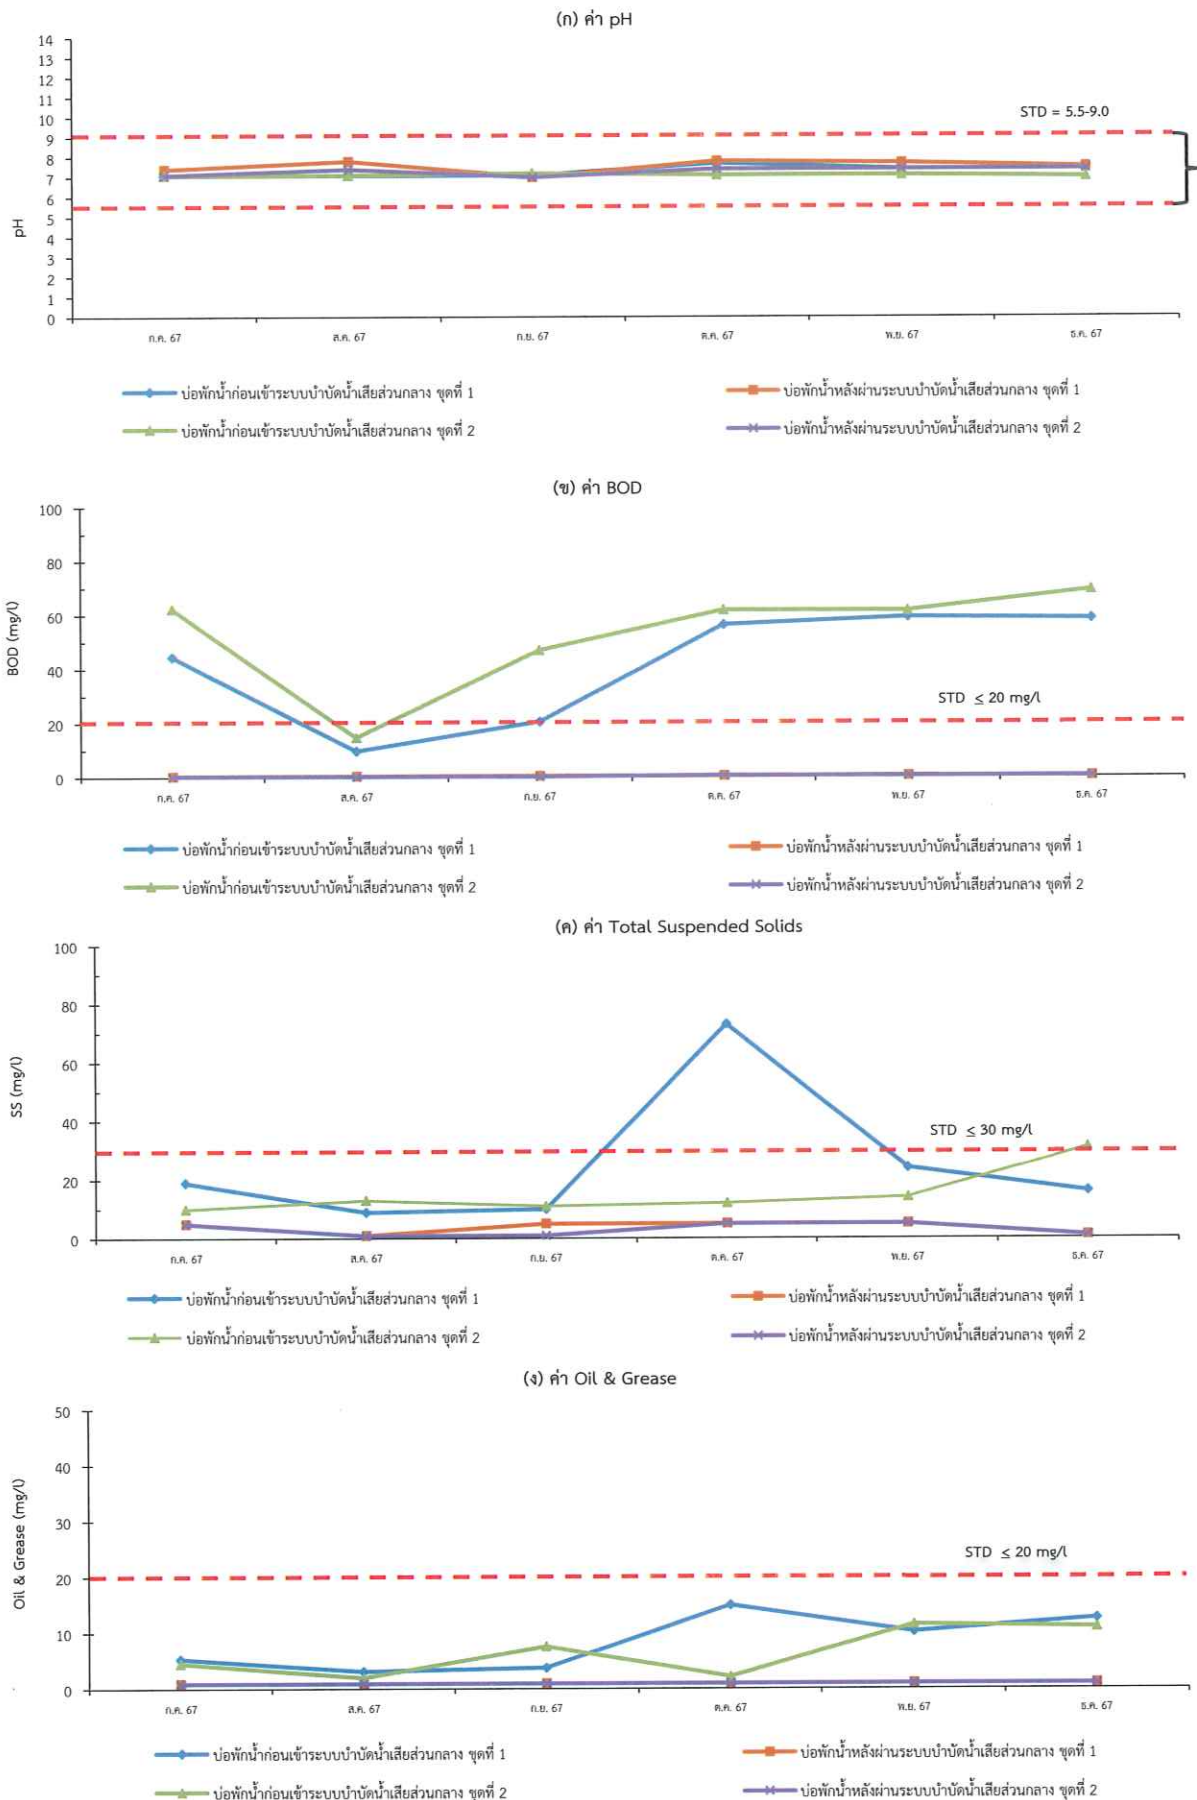 (ก) ค่า pH
14
13
12
11
10
9
8
7
6
5
4
3
2
1
0
pH
STD = 5.5-9.0
ก.ค. 67 ส.ค. 67 ก.ย. 67 ต.ค. 67 พ.ย. 67 ธ.ค. 67
บ่อพักน้ำก่อนเข้าระบบบำบัดน้ำเสียส่วนกลาง ชุดที่ 1 บ่อพักน้ำหลังผ่านระบบบำบัดน้ำเสียส่วนกลาง ชุดที่ 1
บ่อพักน้ำก่อนเข้าระบบบำบัดน้ำเสียส่วนกลาง ชุดที่ 2 บ่อพักน้ำหลังผ่านระบบบำบัดน้ำเสียส่วนกลาง ชุดที่ 2
(ข) ค่า BOD
100
80
60
40
20
0
BOD (mg/l)
STD ≤ 20 mg/l
ก.ค. 67 ส.ค. 67 ก.ย. 67 ต.ค. 67 พ.ย. 67 ธ.ค. 67
บ่อพักน้ำก่อนเข้าระบบบำบัดน้ำเสียส่วนกลาง ชุดที่ 1 บ่อพักน้ำหลังผ่านระบบบำบัดน้ำเสียส่วนกลาง ชุดที่ 1
บ่อพักน้ำก่อนเข้าระบบบำบัดน้ำเสียส่วนกลาง ชุดที่ 2 บ่อพักน้ำหลังผ่านระบบบำบัดน้ำเสียส่วนกลาง ชุดที่ 2
(ค) ค่า Total Suspended Solids
100
80
60
40
20
0
SS (mg/l)
STD ≤ 30 mg/l
ก.ค. 67 ส.ค. 67 ก.ย. 67 ต.ค. 67 พ.ย. 67 ธ.ค. 67
บ่อพักน้ำก่อนเข้าระบบบำบัดน้ำเสียส่วนกลาง ชุดที่ 1 บ่อพักน้ำหลังผ่านระบบบำบัดน้ำเสียส่วนกลาง ชุดที่ 1
บ่อพักน้ำก่อนเข้าระบบบำบัดน้ำเสียส่วนกลาง ชุดที่ 2 บ่อพักน้ำหลังผ่านระบบบำบัดน้ำเสียส่วนกลาง ชุดที่ 2
(ง) ค่า Oil & Grease
50
40
30
20
10
0
Oil & Grease (mg/l)
STD ≤ 20 mg/l
ก.ค. 67 ส.ค. 67 ก.ย. 67 ต.ค. 67 พ.ย. 67 ธ.ค. 67
บ่อพักน้ำก่อนเข้าระบบบำบัดน้ำเสียส่วนกลาง ชุดที่ 1 บ่อพักน้ำหลังผ่านระบบบำบัดน้ำเสียส่วนกลาง ชุดที่ 1
บ่อพักน้ำก่อนเข้าระบบบำบัดน้ำเสียส่วนกลาง ชุดที่ 2 บ่อพักน้ำหลังผ่านระบบบำบัดน้ำเสียส่วนกลาง ชุดที่ 2